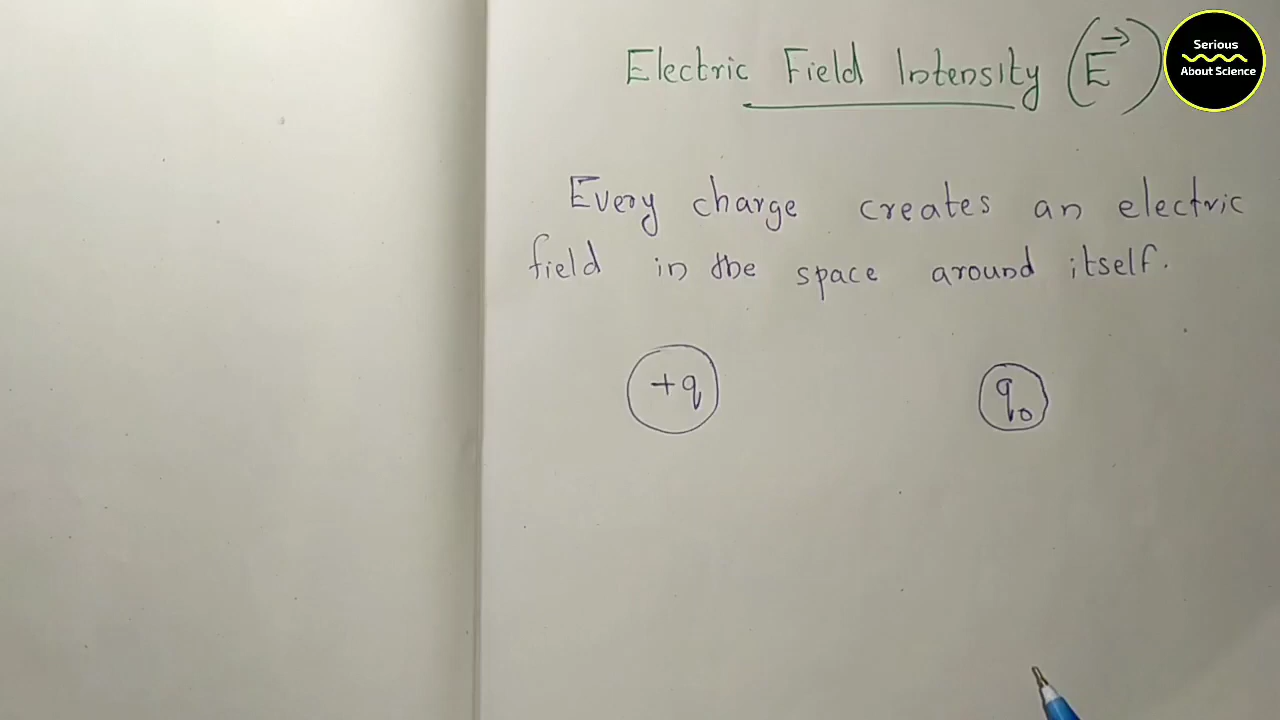 Electric Field Intensity (E→)
Serious
About Science
Every charge creates an electric
field in the space around itself.
+q q₀